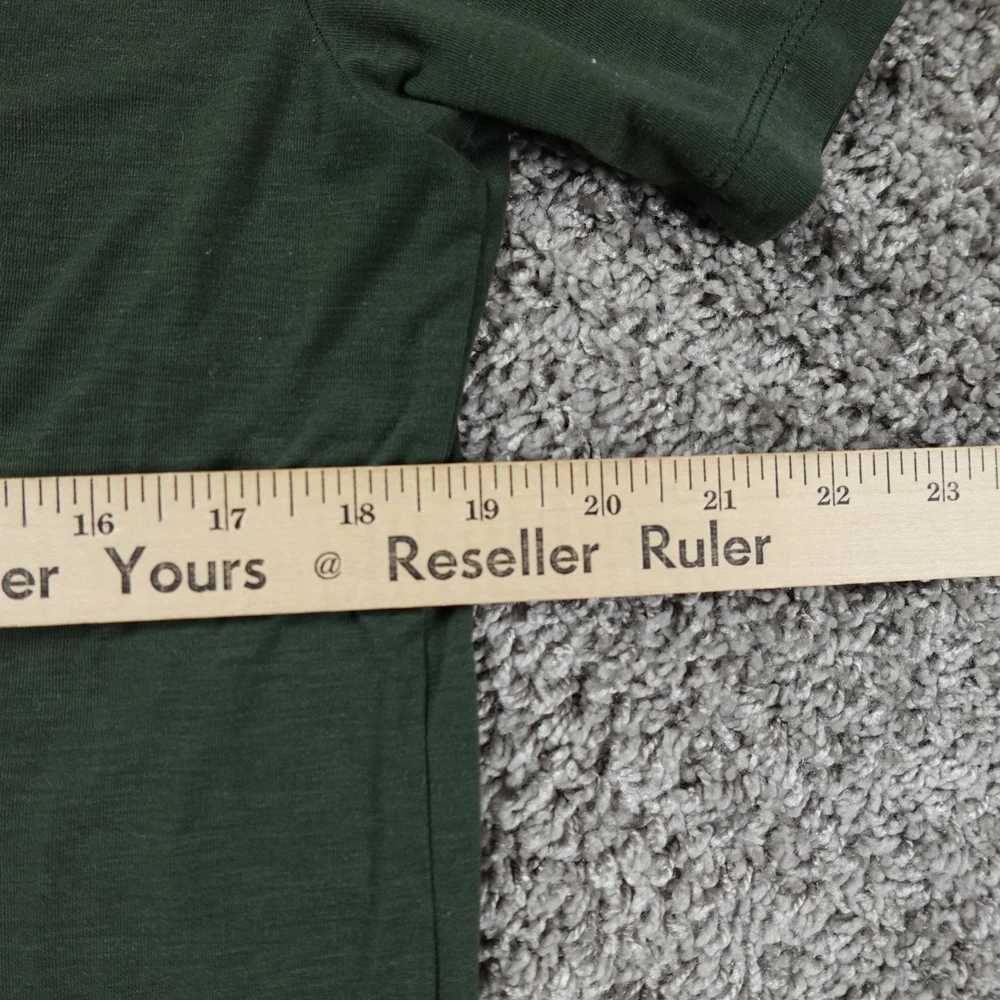 16 17 18 19 20 21 22 23
er Yours @ Reseller Ruler